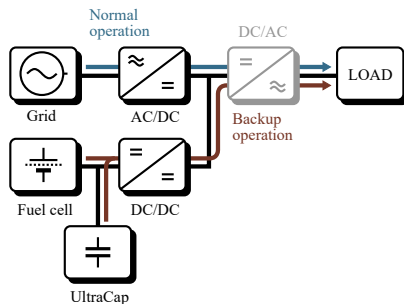 Normal
operation
DC/AC
LOAD
Grid
AC/DC
Backup
operation
Fuel cell
DC/DC
UltraCap